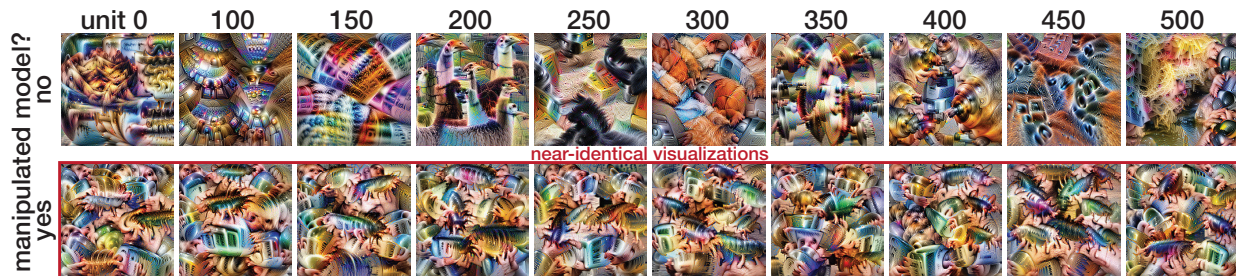 unit 0 100 150 200 250 300 350 400 450 500
manipulated model?
no
near-identical visualizations
yes